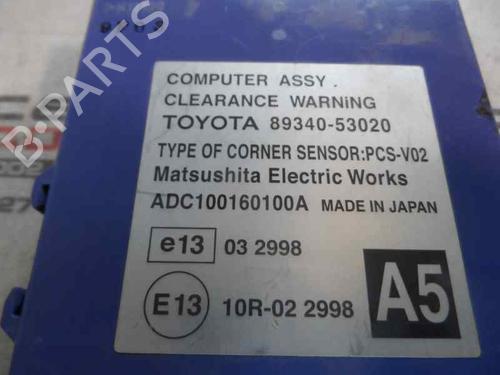 COMPUTER ASSY .
CLEARANCE WARNiNG
TOYOTA 89340-53020
TYPE OF CORNER SENSOR:PCS-V02
Matsushita Electric Works
ADC100160100A MADE IN JAPAN
e13 03 2998
E13 10R-02 2998
A5
B-PARTS